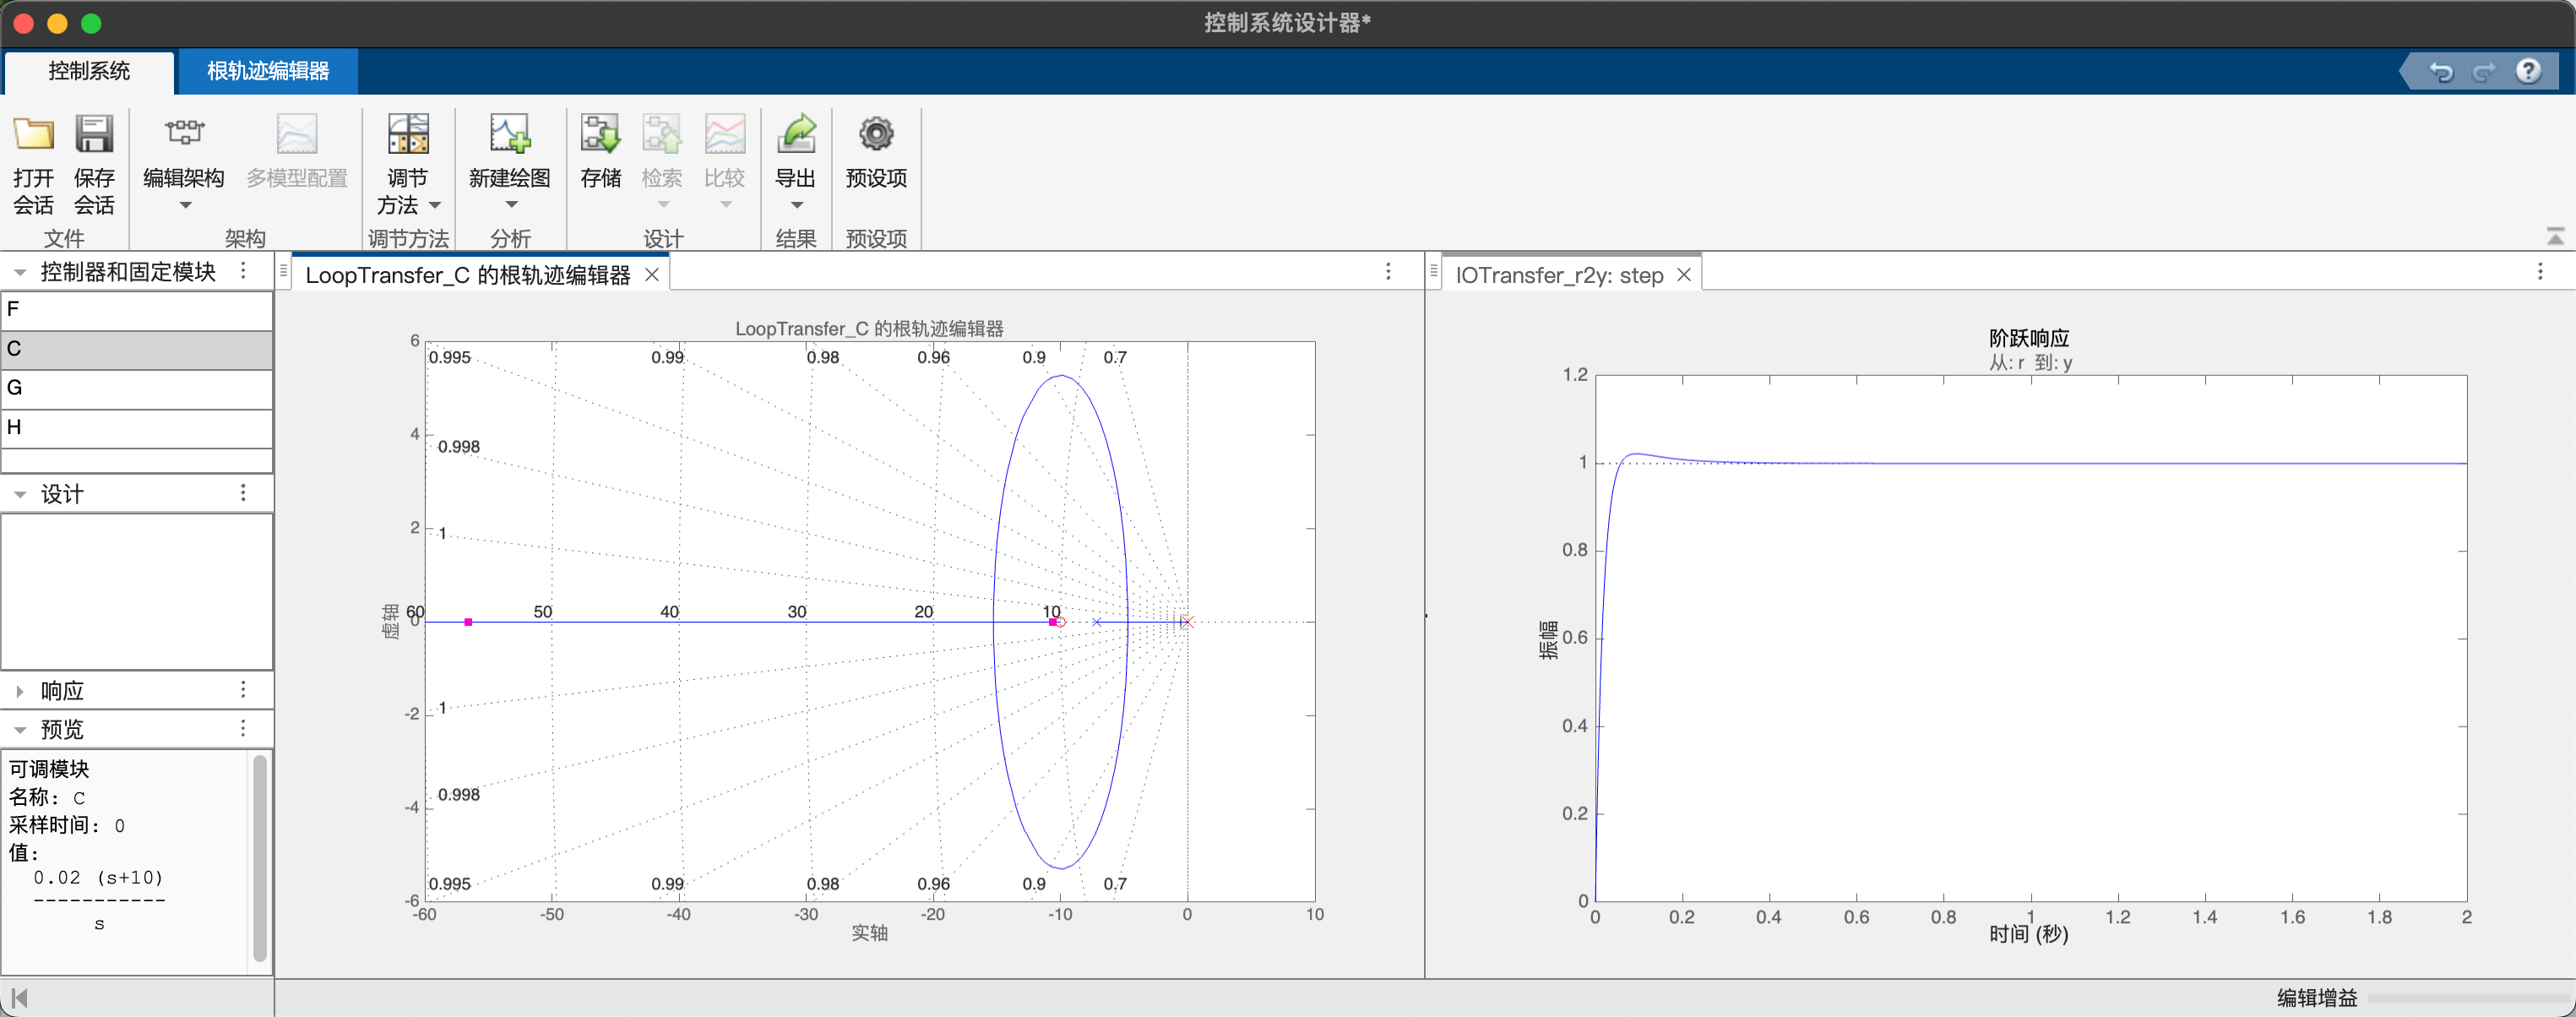 控制系统设计器*
控制系统
根轨迹编辑器
打开
会话
保存
会话
编辑架构
多模型配置
调节
方法
新建绘图
存储
检索
比较
导出
预设项
文件
架构
调节方法
分析
设计
结果
预设项
控制器和固定模块
F
C
G
H
设计
响应
预览
可调模块
名称: C
采样时间: 0
值:
0.02 (s+10)
-----------
s
LoopTransfer_C 的根轨迹编辑器
LoopTransfer_C 的根轨迹编辑器
6
4
2
0
-2
-4
-6
0.995
0.99
0.98
0.96
0.9
0.7
0.998
1
60
50
40
30
20
10
1
0.998
0.995
0.99
0.98
0.96
0.9
0.7
虚轴
-60
-50
-40
-30
-20
-10
0
10
实轴
IOTransfer_r2y: step
阶跃响应
从: r 到: y
1.2
1
0.8
0.6
0.4
0.2
0
振幅
0
0.2
0.4
0.6
0.8
1
1.2
1.4
1.6
1.8
2
时间 (秒)
编辑增益